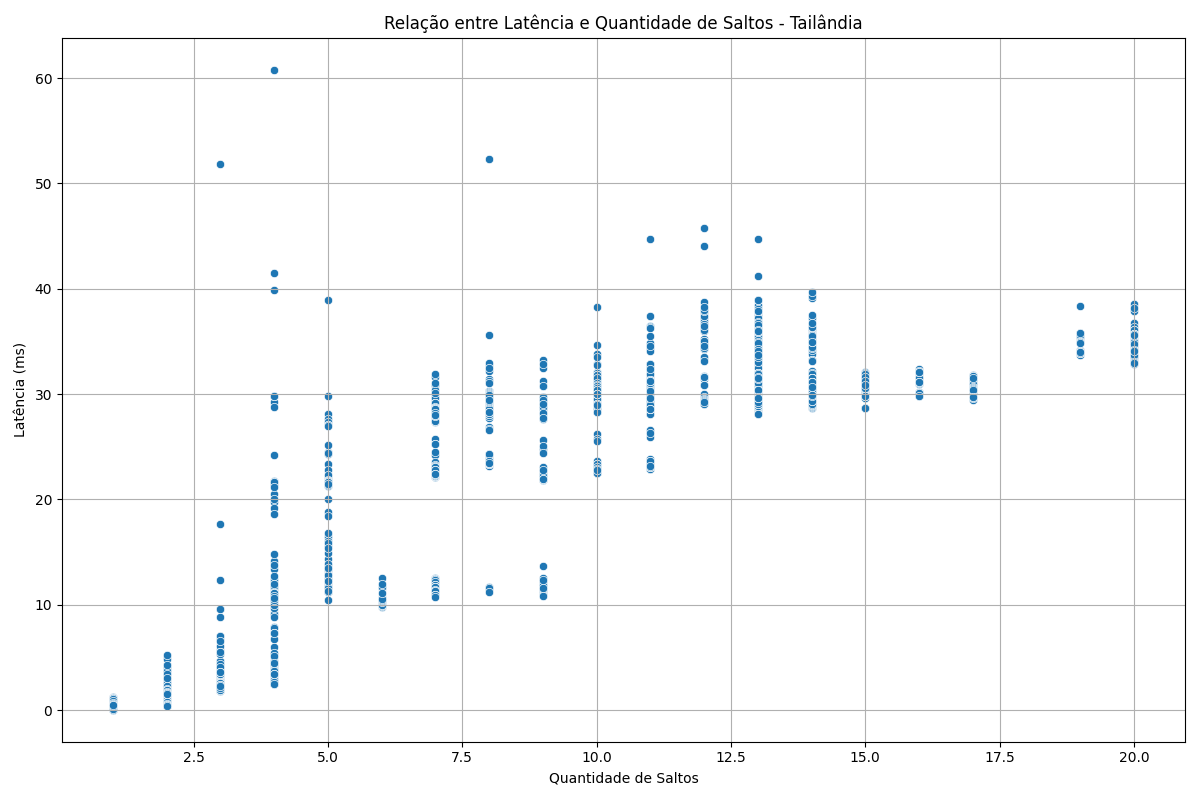 Relação entre Latência e Quantidade de Saltos - Tailândia
60
50
40
30
20
10
0
Latência (ms)
2.5 5.0 7.5 10.0 12.5 15.0 17.5 20.0
Quantidade de Saltos